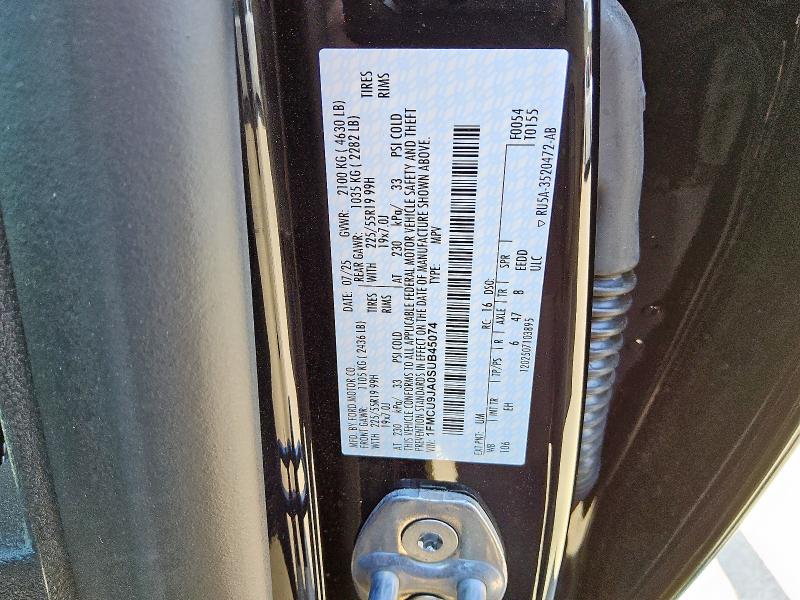 MFD. BY FORD MOTOR CO. DATE: 07/25 GVWR: 2100 KG ( 4630 LB)
FRONT GAWR: 1105 KG ( 2436 LB) REAR GAWR: 1035 KG ( 2282 LB)
WITH 225/55R19 99H TIRES WITH 225/55R19 99H TIRES
19x7.0J RIMS 19x7.0J RIMS
AT 230 kPa/ 33 PSI COLD AT 230 kPa/ 33 PSI COLD
THIS VEHICLE CONFORMS TO ALL APPLICABLE FEDERAL MOTOR VEHICLE SAFETY AND THEFT
PREVENTION STANDARDS IN EFFECT ON THE DATE OF MANUFACTURE SHOWN ABOVE.
VIN: 1FMCU9JA0SUB45074 TYPE: MPV
EXT PNT: UM RC: 16 DSO: F0054
T0155
WB INT TR TP/PS R AXLE TR SPR
106 EH 6 47 B EEDD
1202507103895 ULC
▽ RU5A-3520472-AB